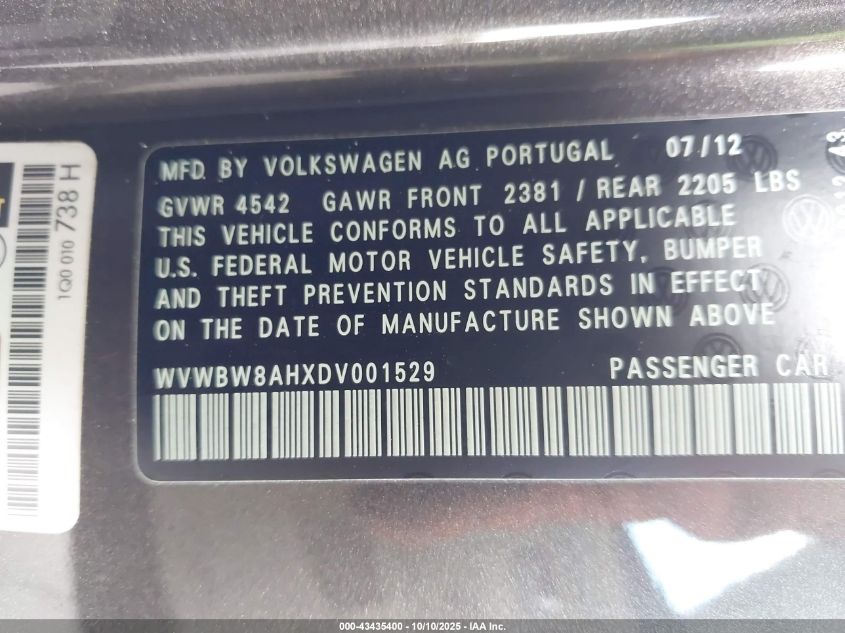 MFD BY VOLKSWAGEN AG PORTUGAL 07/12
GVWR 4542 GAWR FRONT 2381 / REAR 2205 LBS
THIS VEHICLE CONFORMS TO ALL APPLICABLE
U.S. FEDERAL MOTOR VEHICLE SAFETY, BUMPER
AND THEFT PREVENTION STANDARDS IN EFFECT
ON THE DATE OF MANUFACTURE SHOWN ABOVE
WVWBW8AHXDV001529 PASSENGER CAR
1Q0 010 738 H
000-43435400 - 10/10/2025 - IAA Inc.